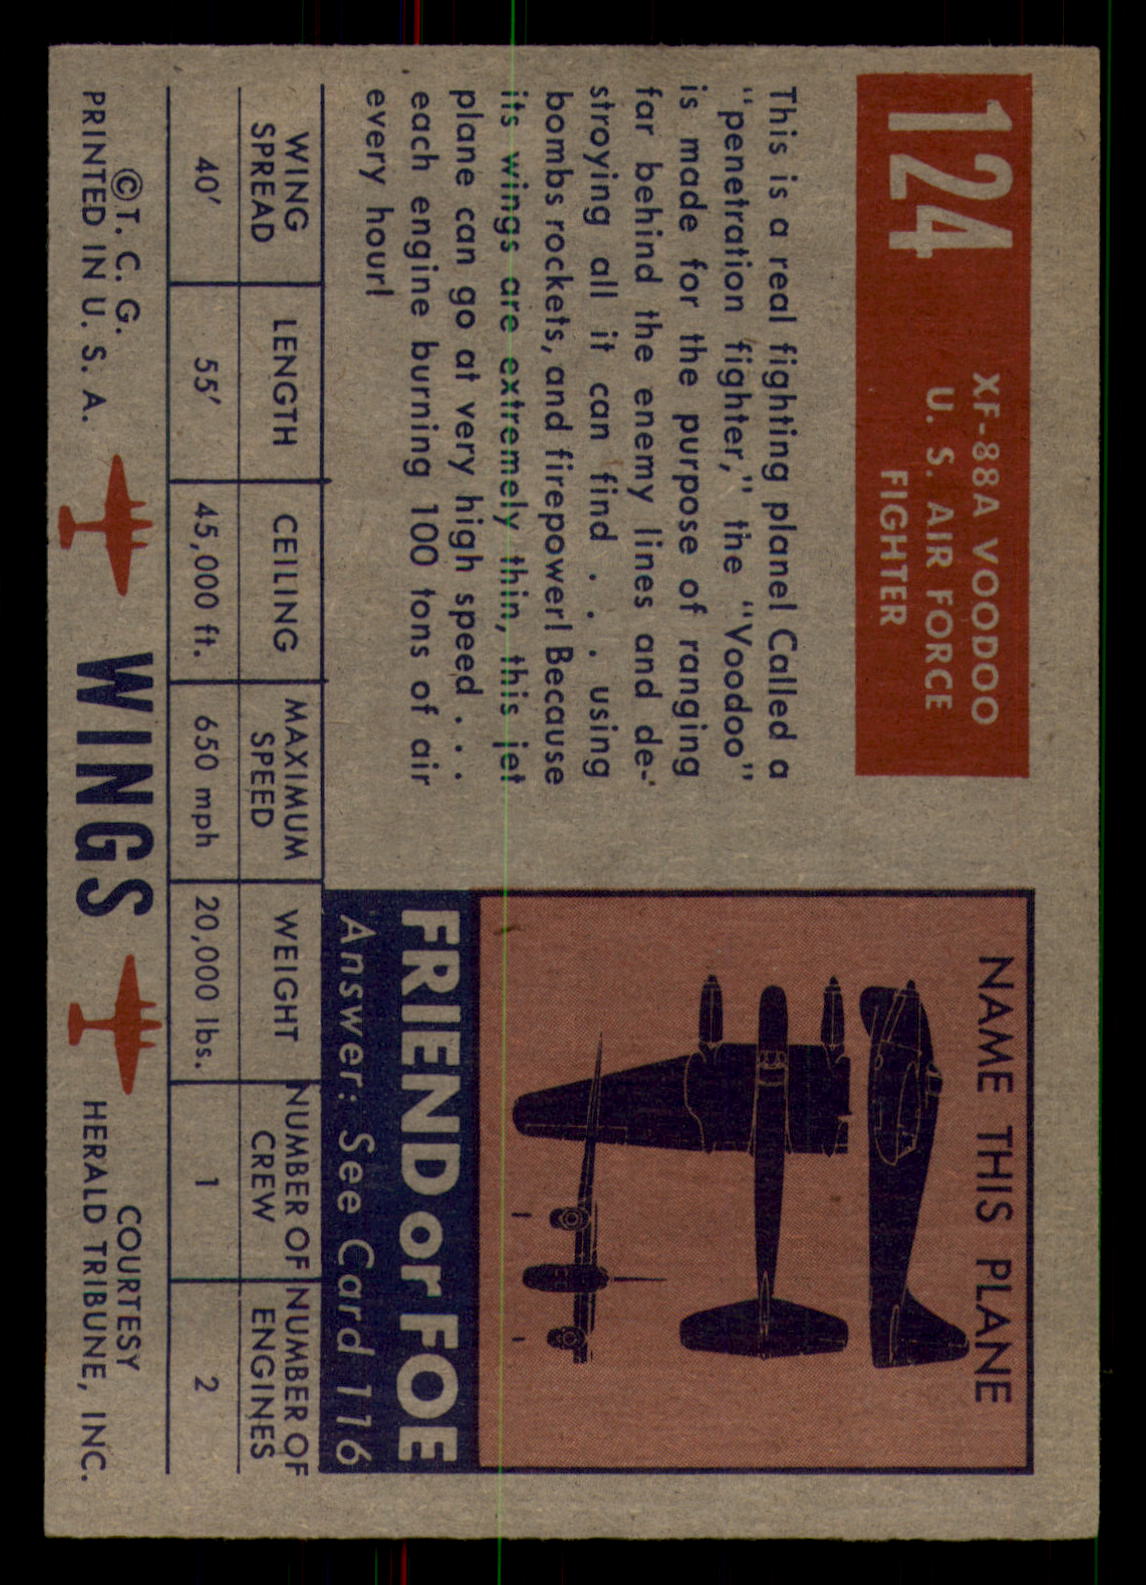 124
XF-88A VOODOO
U. S. AIR FORCE
FIGHTER
This is a real fighting plane! Called a
"penetration fighter," the "Voodoo"
is made for the purpose of ranging
far behind the enemy lines and de-
stroying all it can find . . . using
bombs rockets, and firepower! Because
its wings are extremely thin, this jet
plane can go at very high speed . . .
each engine burning 100 tons of air
every hour!
NAME THIS PLANE
FRIEND or FOE
Answer: See Card 116
WING SPREAD LENGTH CEILING MAXIMUM SPEED WEIGHT NUMBER OF CREW NUMBER OF ENGINES
40' 55' 45,000 ft. 650 mph 20,000 lbs. 1 2
©T. C. G.
PRINTED IN U. S. A.
WINGS
COURTESY
HERALD TRIBUNE, INC.